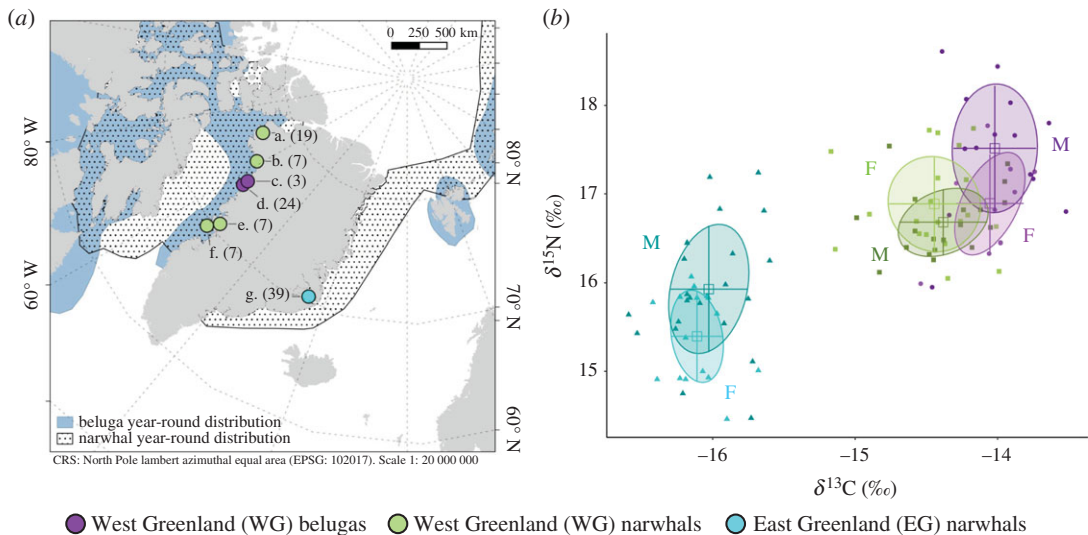 (a)
0 250 500 km
80° W
60° W
a. (19)
b. (7)
c. (3)
d. (24)
e. (7)
f. (7)
g. (39)
80° N
70° N
60° N
beluga year-round distribution
narwhal year-round distribution
CRS: North Pole lambert azimuthal equal area (EPSG: 102017). Scale 1: 20 000 000
(b)
δ15N (‰)
18
17
16
15
M
F
M
F
M
F
−16
−15
−14
δ13C (‰)
West Greenland (WG) belugas
West Greenland (WG) narwhals
East Greenland (EG) narwhals